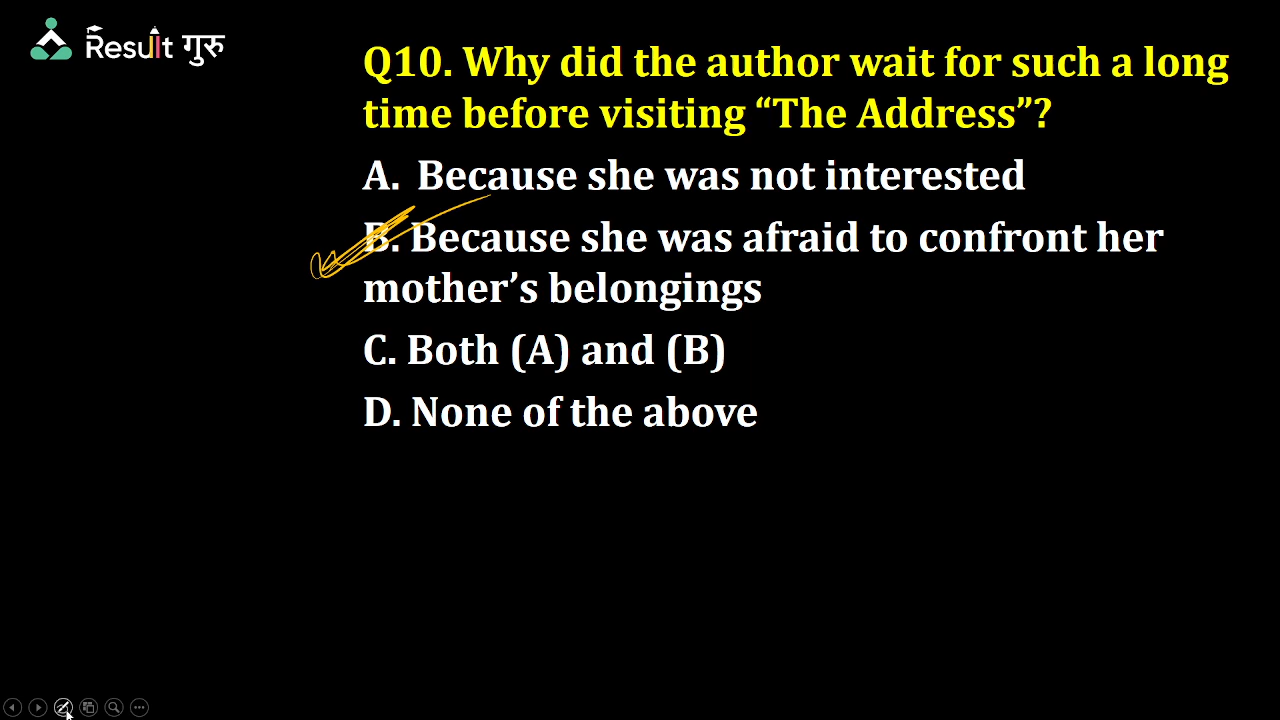 Result गुरु
Q10. Why did the author wait for such a long
time before visiting “The Address”?
A. Because she was not interested
B. Because she was afraid to confront her
mother’s belongings
C. Both (A) and (B)
D. None of the above